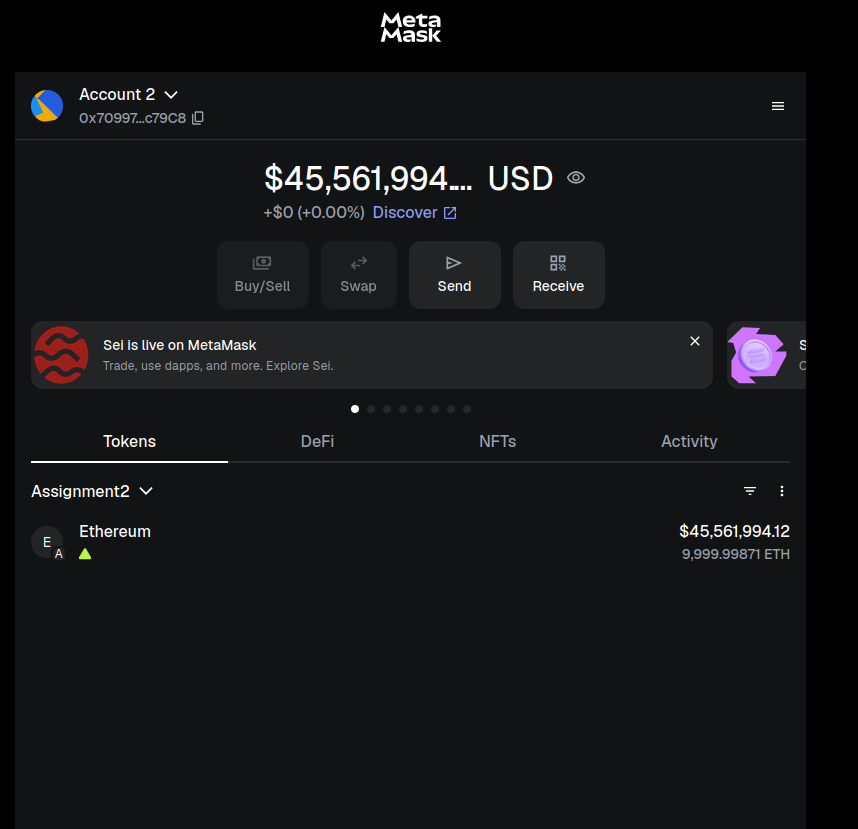 Meta
Mask
Account 2
0x70997...c79C8
$45,561,994.... USD
+$0 (+0.00%) Discover
Buy/Sell
Swap
Send
Receive
Sei is live on MetaMask
Trade, use dapps, and more. Explore Sei.
S
C
Tokens
DeFi
NFTs
Activity
Assignment2
E
A
Ethereum
$45,561,994.12
9,999.99871 ETH